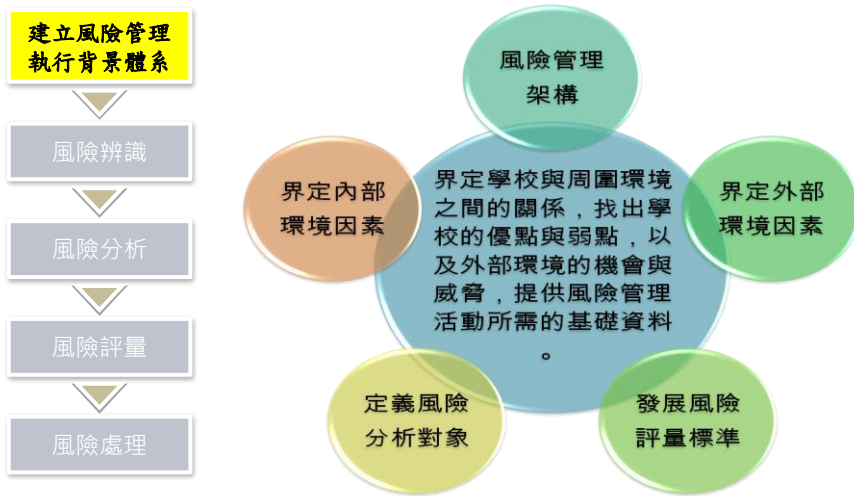 建立風險管理
執行背景體系
風險辨識
風險分析
風險評量
風險處理
風險管理
架構
界定內部
環境因素
界定學校與周圍環境
之間的關係，找出學
校的優點與弱點，以
及外部環境的機會與
威脅，提供風險管理
活動所需的基礎資料
。
界定外部
環境因素
定義風險
分析對象
發展風險
評量標準